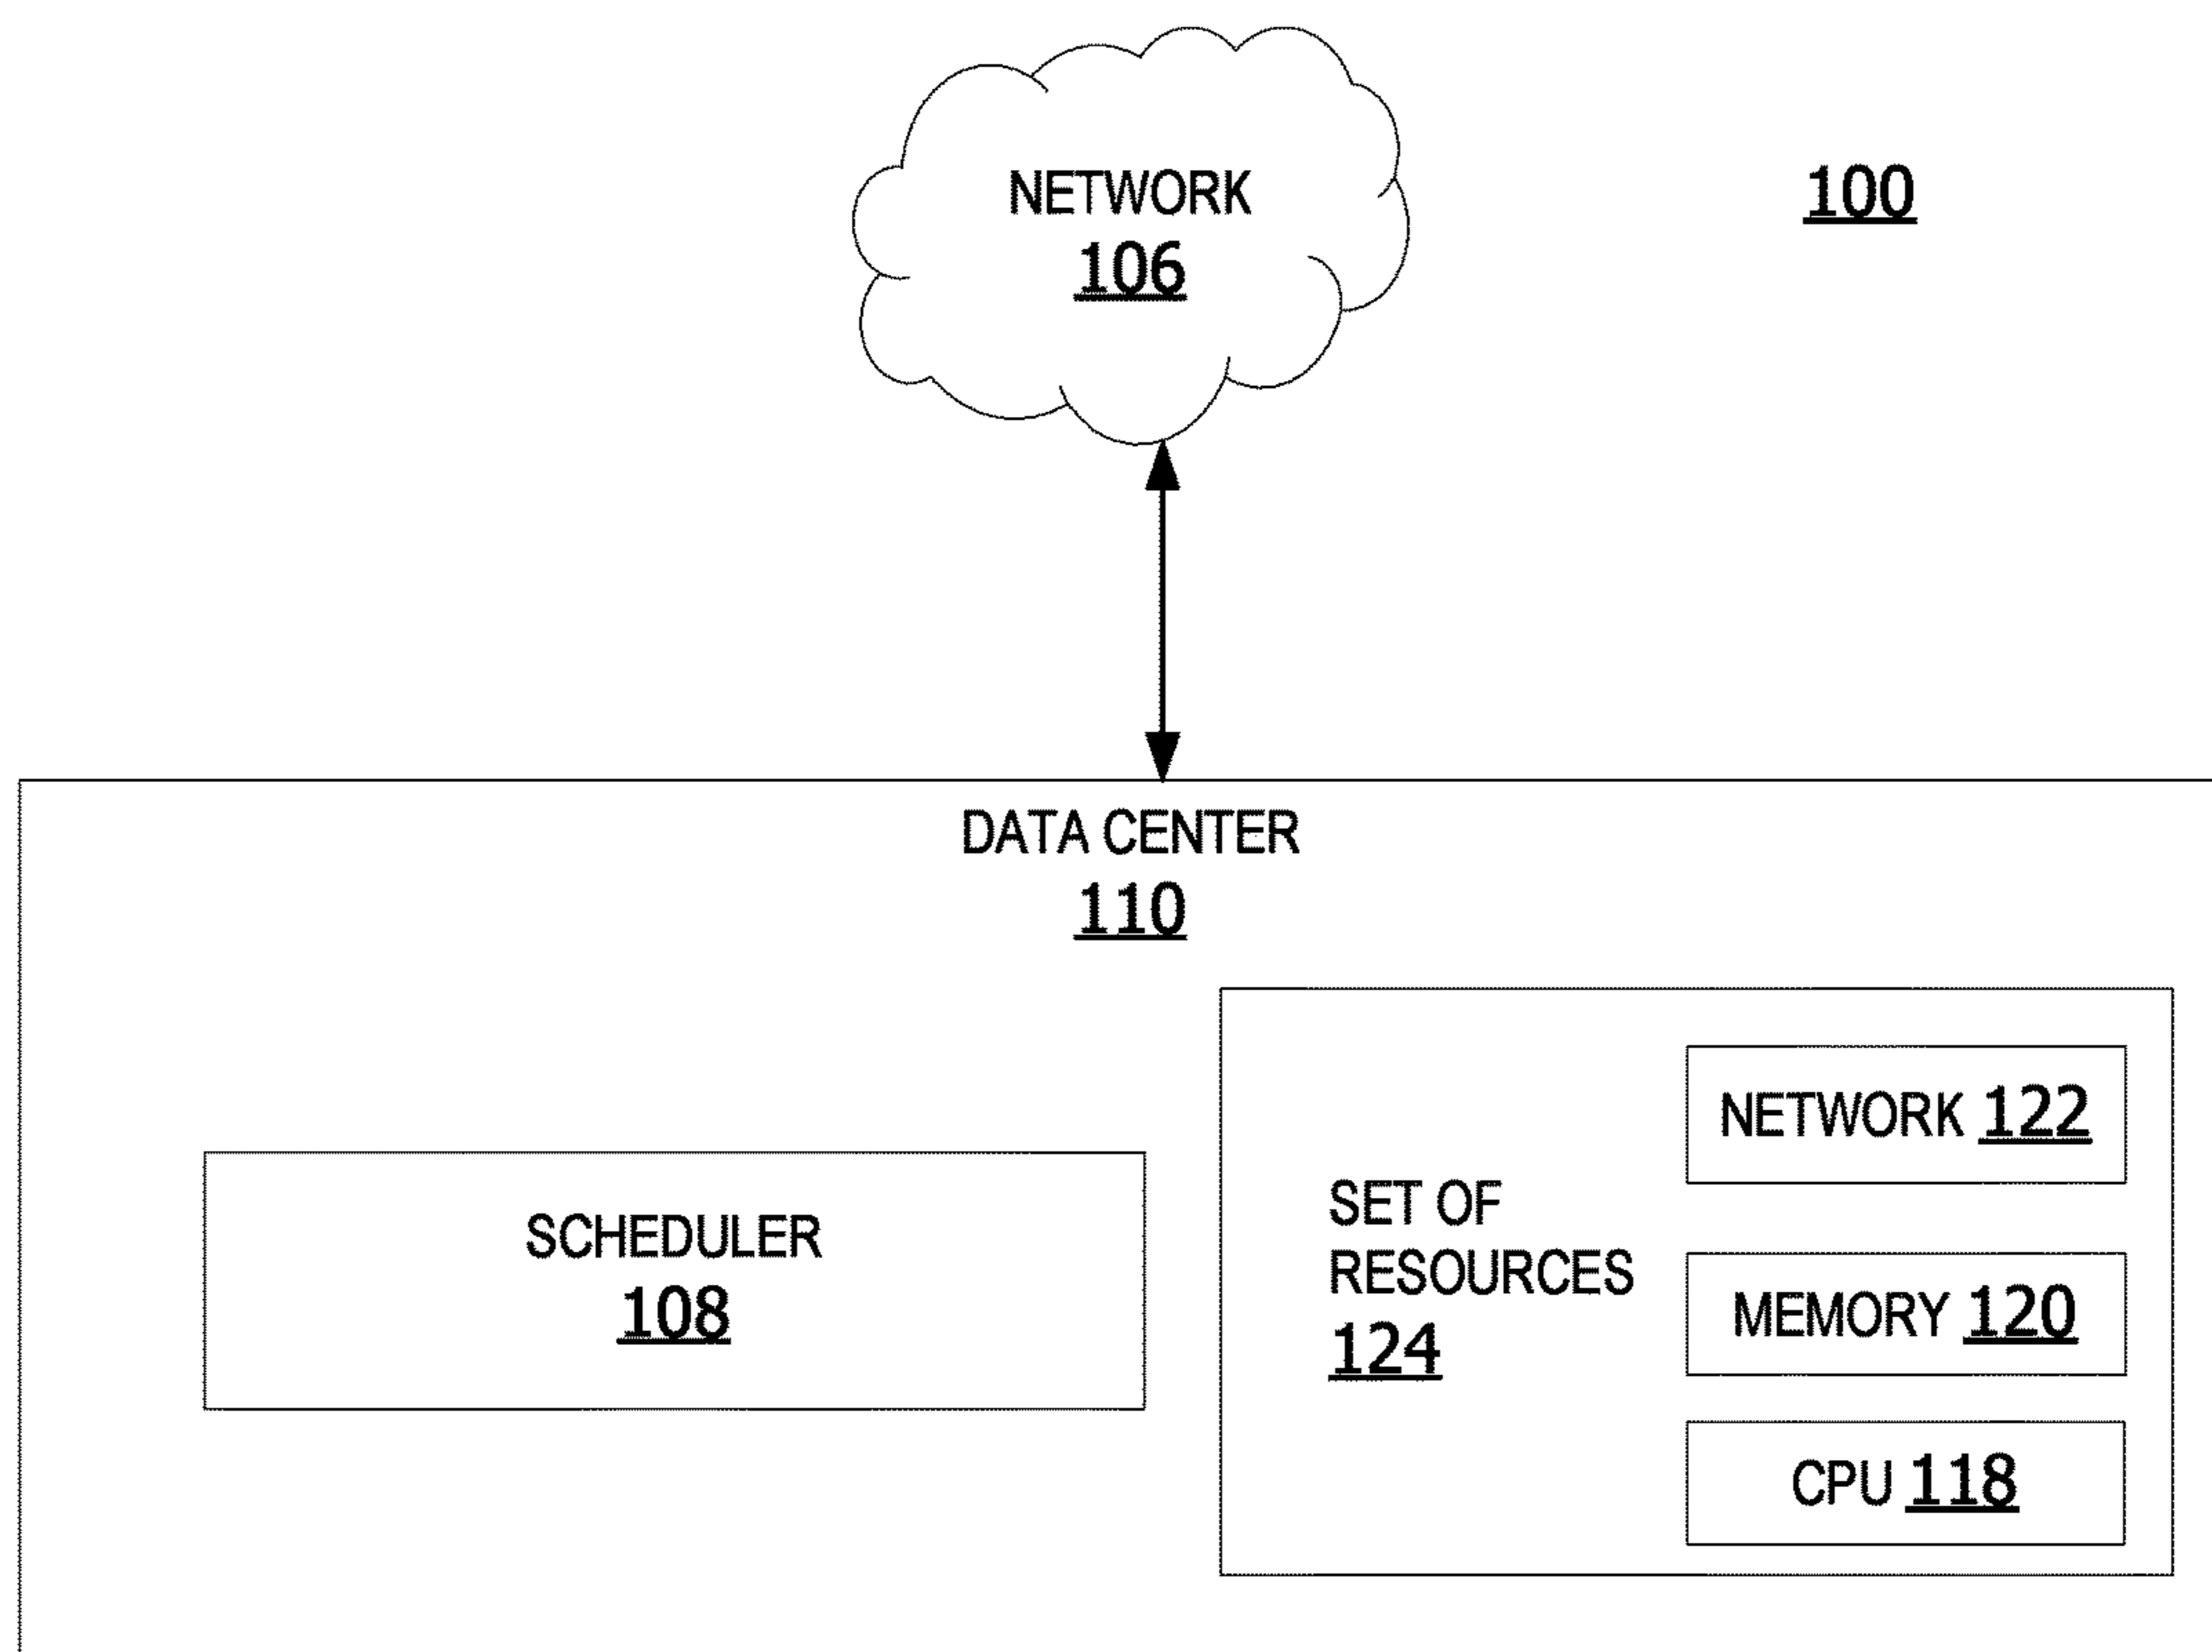 NETWORK
106
100
DATA CENTER
110
SCHEDULER
108
SET OF
RESOURCES
124
NETWORK 122
MEMORY 120
CPU 118